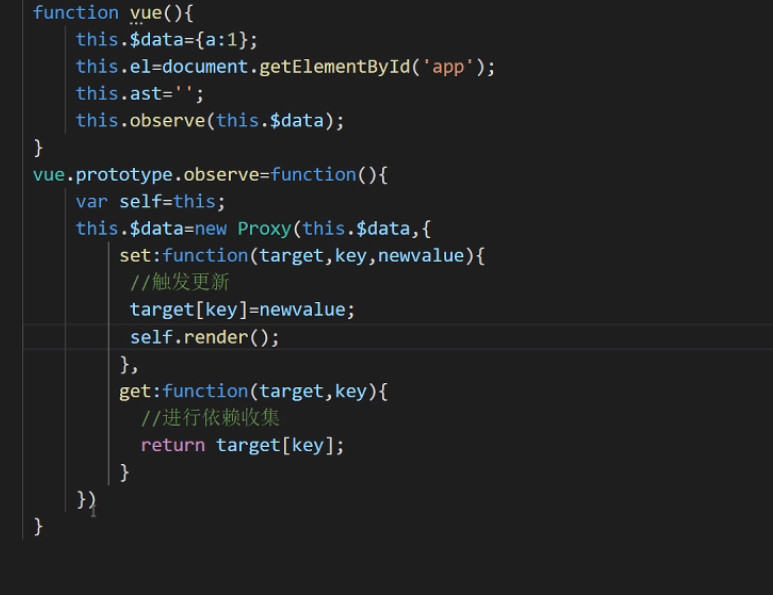 function vue(){
    this.$data={a:1};
    this.el=document.getElementById('app');
    this.ast='';
    this.observe(this.$data);
}
vue.prototype.observe=function(){
    var self=this;
    this.$data=new Proxy(this.$data,{
        set:function(target,key,newvalue){
         //触发更新
         target[key]=newvalue;
         self.render();
        },
        get:function(target,key){
          //进行依赖收集
          return target[key];
        }
    })
}